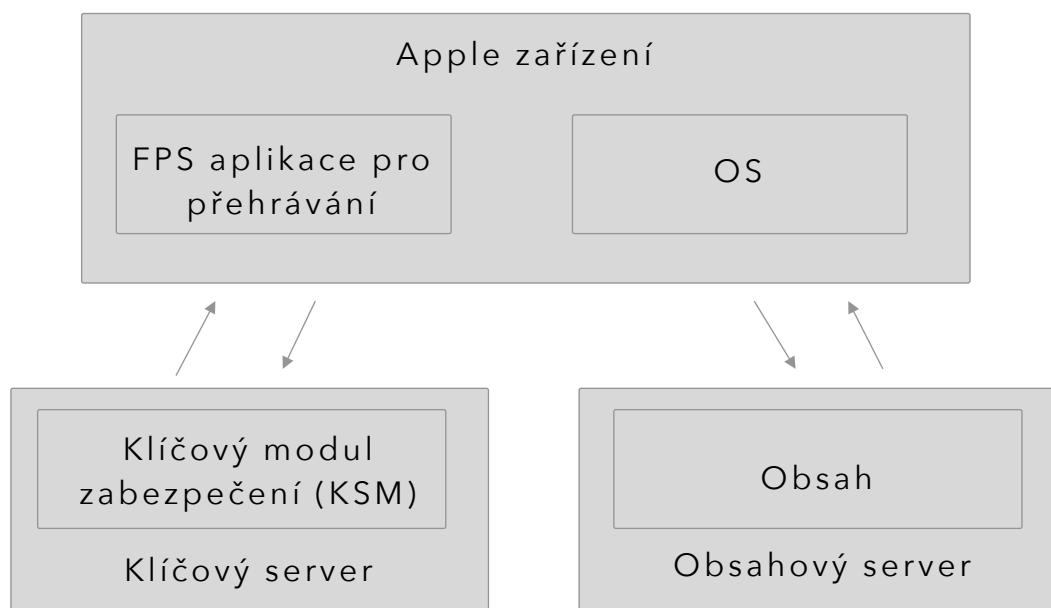 Apple zařízení
FPS aplikace pro
přehrávání
OS
Klíčový modul
zabezpečení (KSM)
Klíčový server
Obsah
Obsahový server